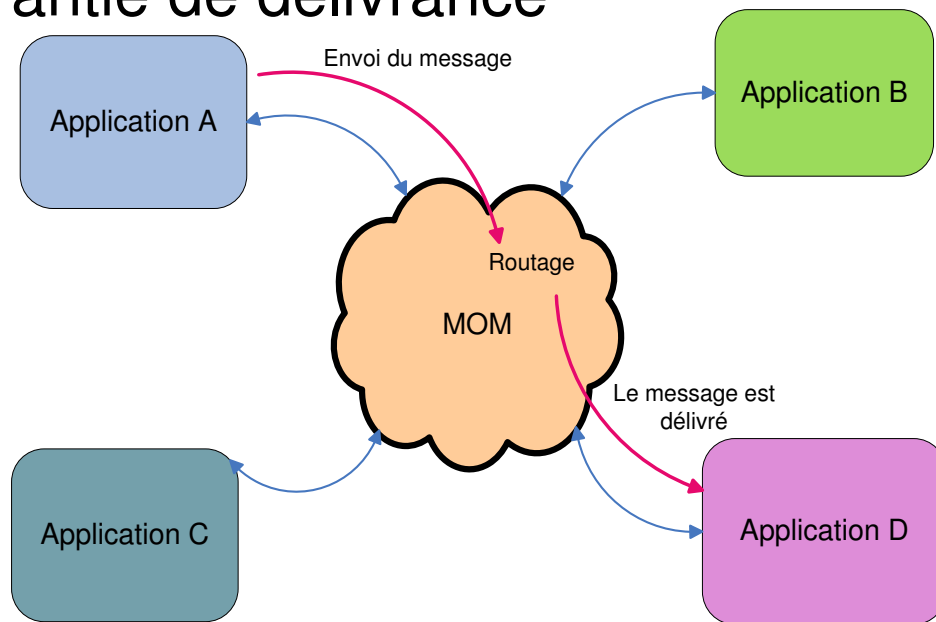 antie de délivrance
Envoi du message
Application A
Application B
Routage
MOM
Le message est
délivré
Application C
Application D